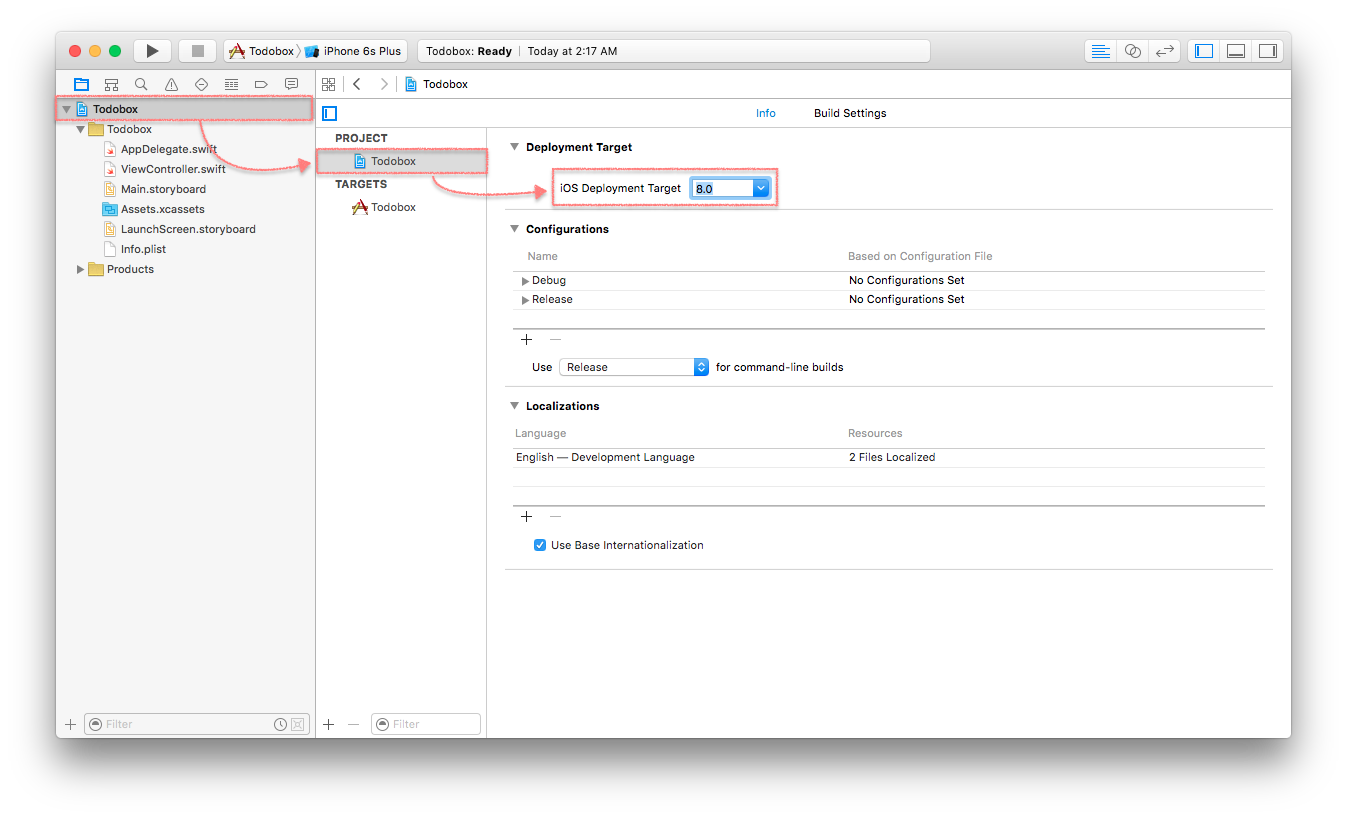 Todobox
iPhone 6s Plus
Todobox: Ready
Today at 2:17 AM
Todobox
Todobox
Todobox
AppDelegate.swift
ViewController.swift
Main.storyboard
Assets.xcassets
LaunchScreen.storyboard
Info.plist
Products
Filter
Info
Build Settings
PROJECT
Todobox
TARGETS
Todobox
Filter
Deployment Target
iOS Deployment Target
8.0
Configurations
Name
Based on Configuration File
Debug
No Configurations Set
Release
No Configurations Set
Use
Release
for command-line builds
Localizations
Language
Resources
English — Development Language
2 Files Localized
Use Base Internationalization